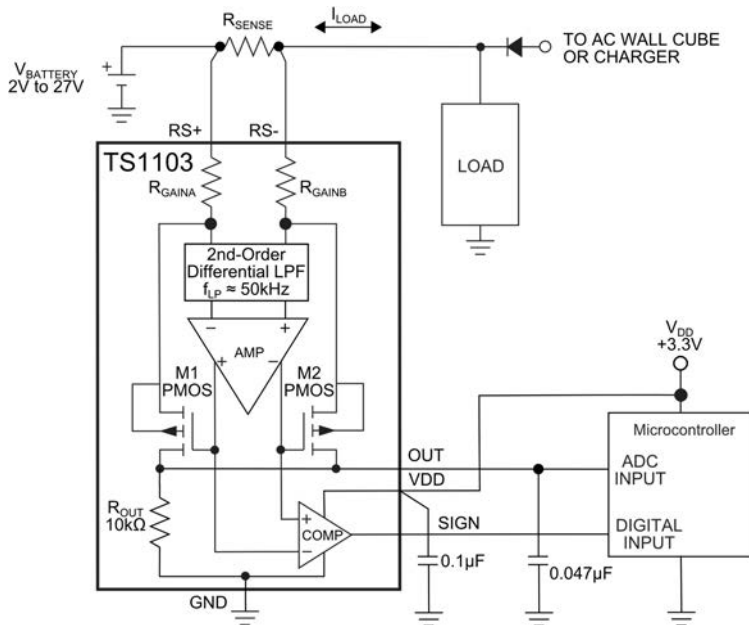 RSENSE
ILOAD
TO AC WALL CUBE
OR CHARGER
+
VBATTERY
2V to 27V
RS+
RS-
TS1103
RGAINA
RGAINB
LOAD
2nd-Order
Differential LPF
fLP ≈ 50kHz
− +
AMP
+ −
M1
PMOS
M2
PMOS
VDD
+3.3V
Microcontroller
OUT
ADC
INPUT
VDD
ROUT
10kΩ
+
COMP
−
SIGN
DIGITAL
INPUT
0.1µF
0.047µF
GND